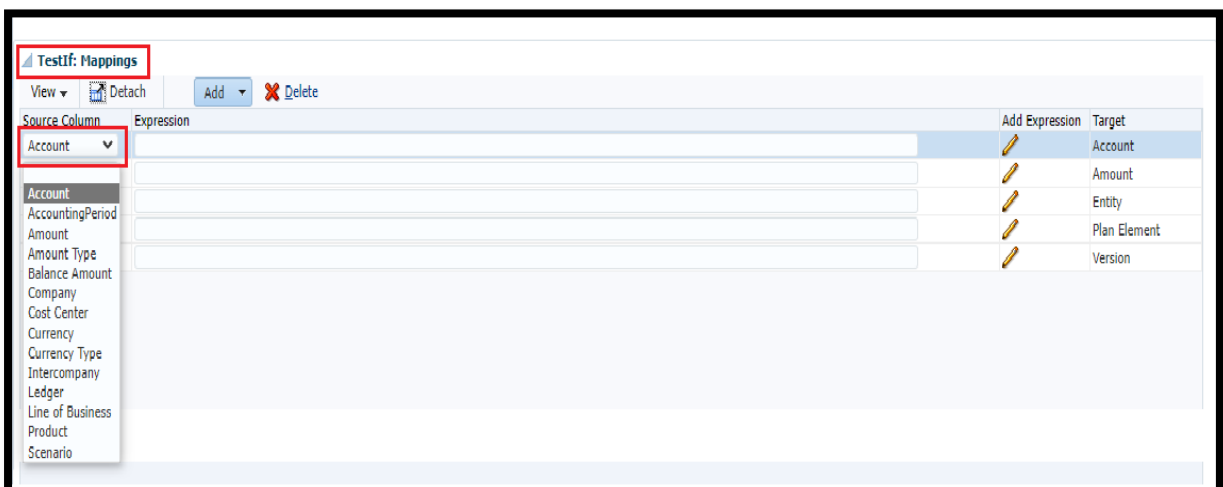 TestIf: Mappings
View Detach Add Delete
Source Column Expression Add Expression Target
Account Account
Amount
Entity
Plan Element
Version
Account
AccountingPeriod
Amount
Amount Type
Balance Amount
Company
Cost Center
Currency
Currency Type
Intercompany
Ledger
Line of Business
Product
Scenario